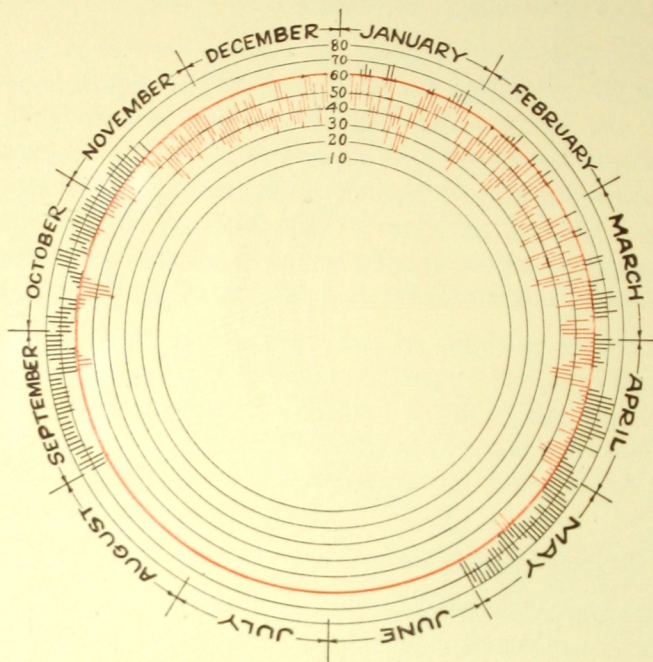 JANUARY
FEBRUARY
MARCH
APRIL
MAY
JUNE
JULY
AUGUST
SEPTEMBER
OCTOBER
NOVEMBER
DECEMBER
80
70
60
50
40
30
20
10